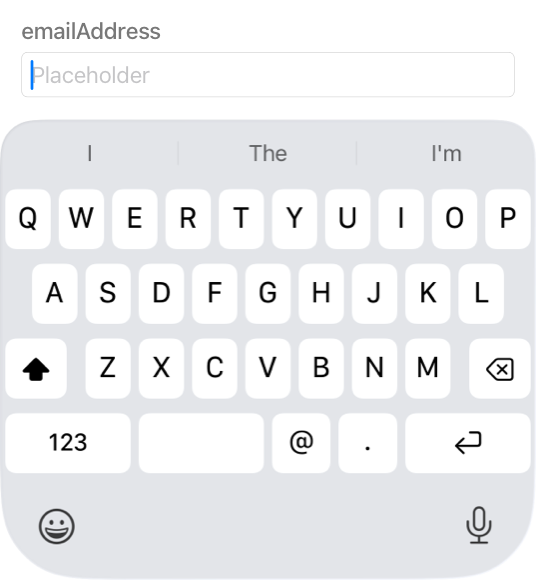 emailAddress
Placeholder
I The I'm
Q W E R T Y U I O P
A S D F G H J K L
Z X C V B N M
123 @ .